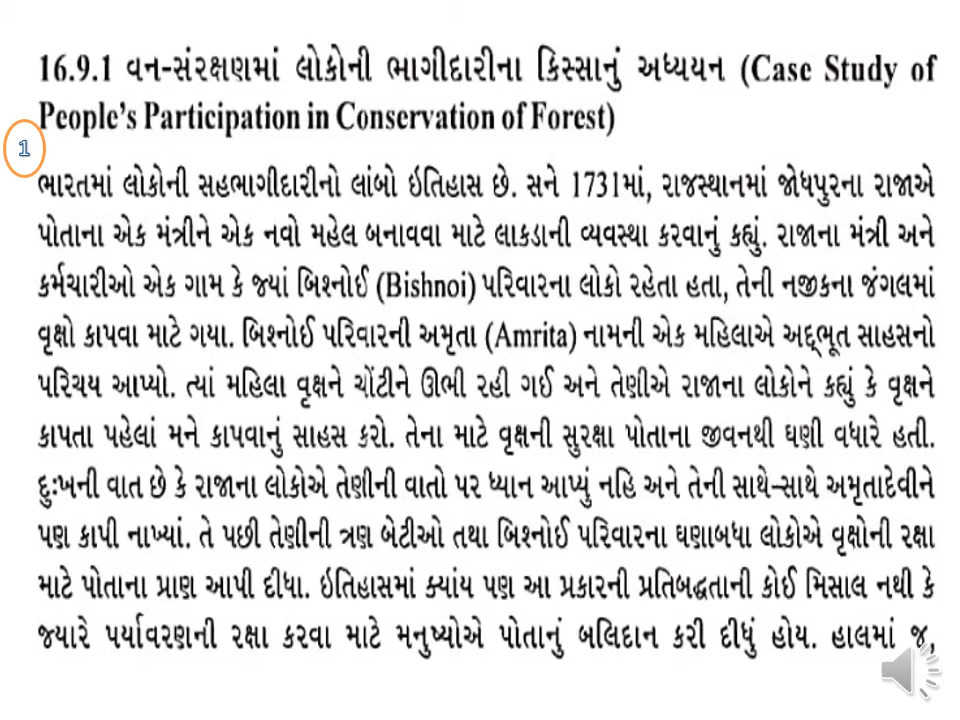 16.9.1 વન-સંરક્ષણમાં લોકોની ભાગીદારીના કિસ્સાનું અધ્યયન (Case Study of
People's Participation in Conservation of Forest)
1
ભારતમાં લોકોની સહભાગીદારીનો લાંબો ઇતિહાસ છે. સને 1731માં, રાજસ્થાનમાં જોધપુરના રાજાએ
પોતાના એક મંત્રીને એક નવો મહેલ બનાવવા માટે લાકડાની વ્યવસ્થા કરવાનું કહ્યું. રાજાના મંત્રી અને
કર્મચારીઓ એક ગામ કે જ્યાં બિશ્નોઈ (Bishnoi) પરિવારના લોકો રહેતા હતા, તેની નજીકના જંગલમાં
વૃક્ષો કાપવા માટે ગયા. બિશ્નોઈ પરિવારની અમૃતા (Amrita) નામની એક મહિલાએ અદ્ભૂત સાહસનો
પરિચય આપ્યો. ત્યાં મહિલા વૃક્ષને ચોંટીને ઊભી રહી ગઈ અને તેણીએ રાજાના લોકોને કહ્યું કે વૃક્ષને
કાપતા પહેલાં મને કાપવાનું સાહસ કરો. તેના માટે વૃક્ષની સુરક્ષા પોતાના જીવનથી ઘણી વધારે હતી.
દુઃખની વાત છે કે રાજાના લોકોએ તેણીની વાતો પર ધ્યાન આપ્યું નહિ અને તેની સાથે-સાથે અમૃતાદેવીને
પણ કાપી નાખ્યાં. તે પછી તેણીની ત્રણ બેટીઓ તથા બિશ્નોઈ પરિવારના ઘણાબધા લોકોએ વૃક્ષોની રક્ષા
માટે પોતાના પ્રાણ આપી દીધા. ઇતિહાસમાં ક્યાંય પણ આ પ્રકારની પ્રતિબદ્ધતાની કોઈ મિસાલ નથી કે
જ્યારે પર્યાવરણની રક્ષા કરવા માટે મનુષ્યોએ પોતાનું બલિદાન કરી દીધું હોય. હાલમાં જ,